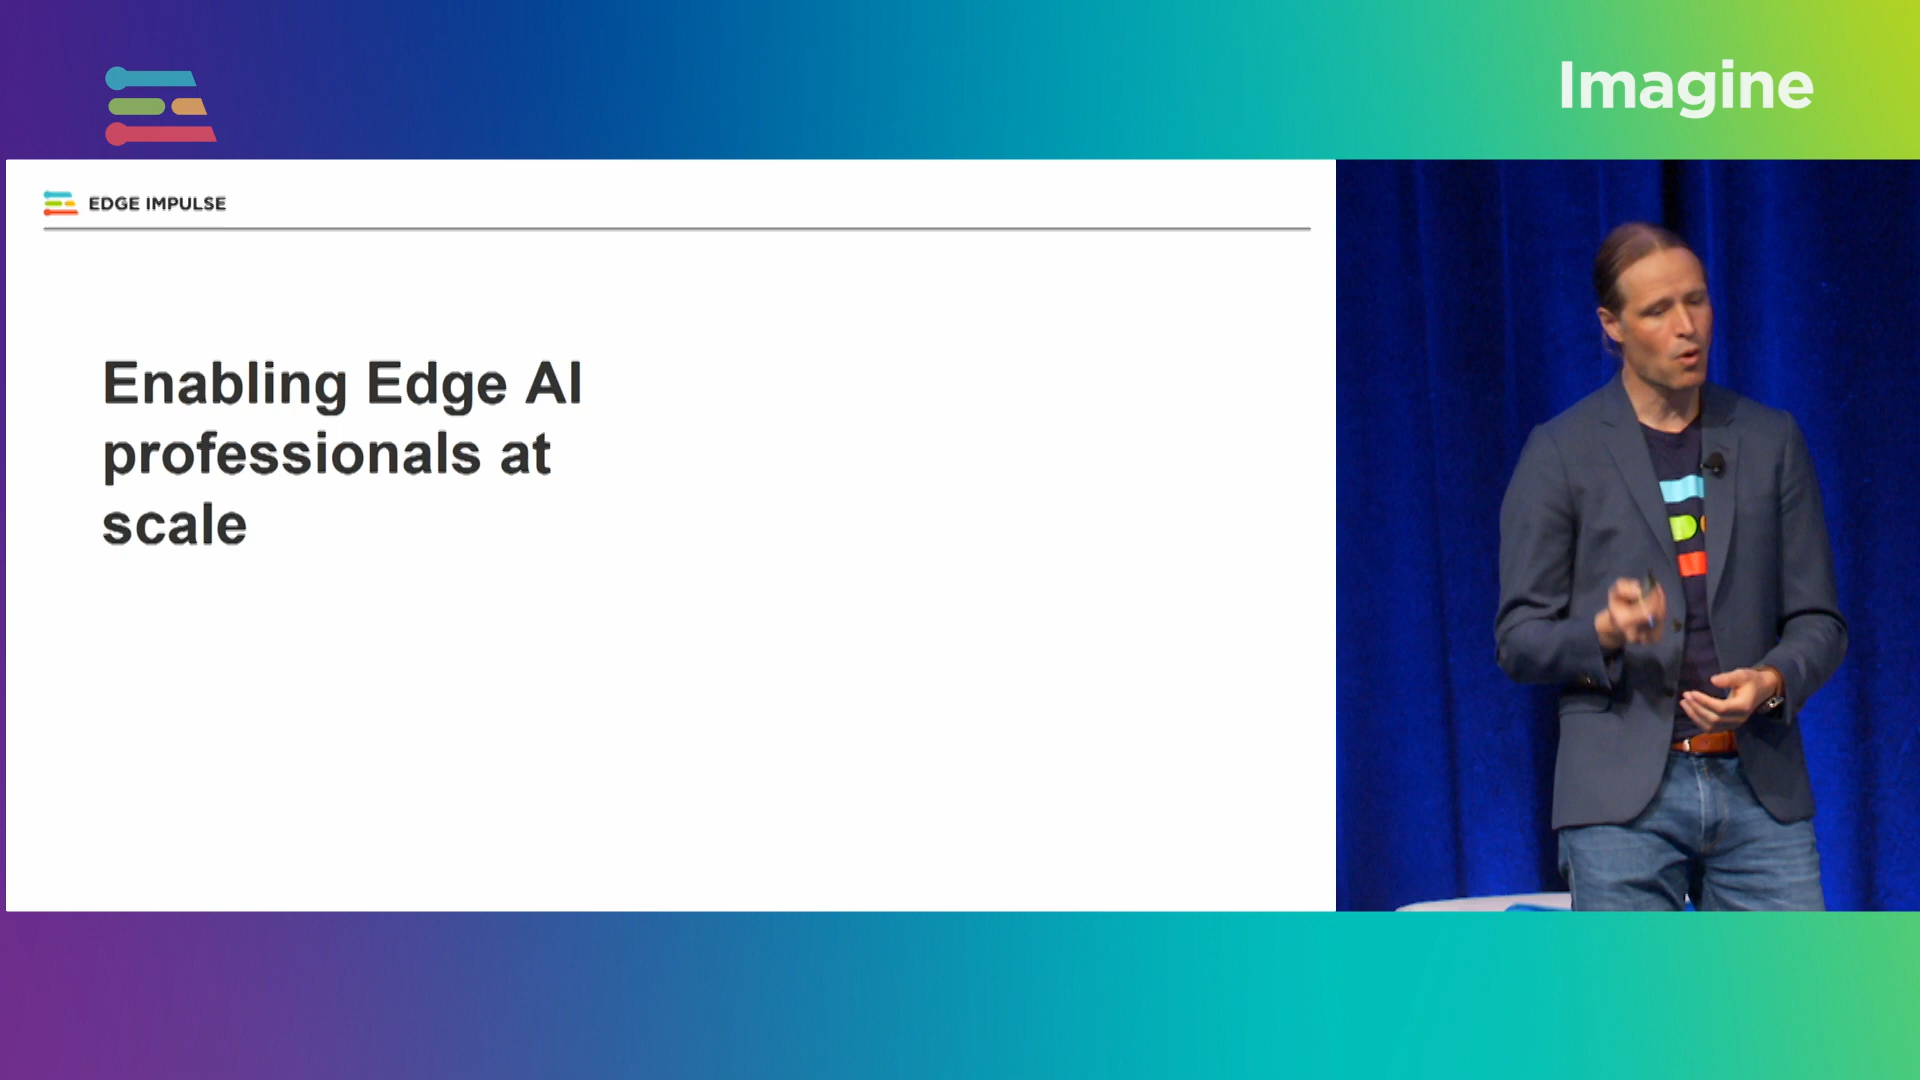 Imagine
EDGE IMPULSE
Enabling Edge AI
professionals at
scale